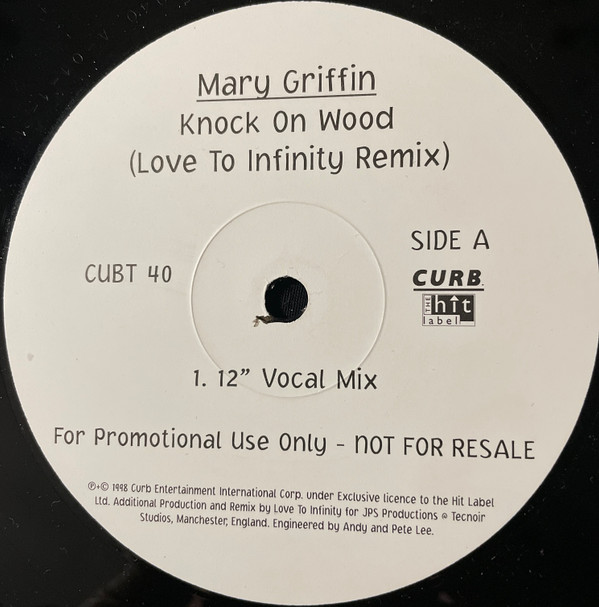 Mary Griffin
Knock On Wood
(Love To Infinity Remix)
SIDE A
CUBT 40
CURB
THE hit
label
1. 12” Vocal Mix
For Promotional Use Only - NOT FOR RESALE
℗+© 1998 Curb Entertainment International Corp. under Exclusive licence to the Hit Label
Ltd. Additional Production and Remix by Love To Infinity for JPS Productions @ Tecnoir
Studios, Manchester, England. Engineered by Andy and Pete Lee.